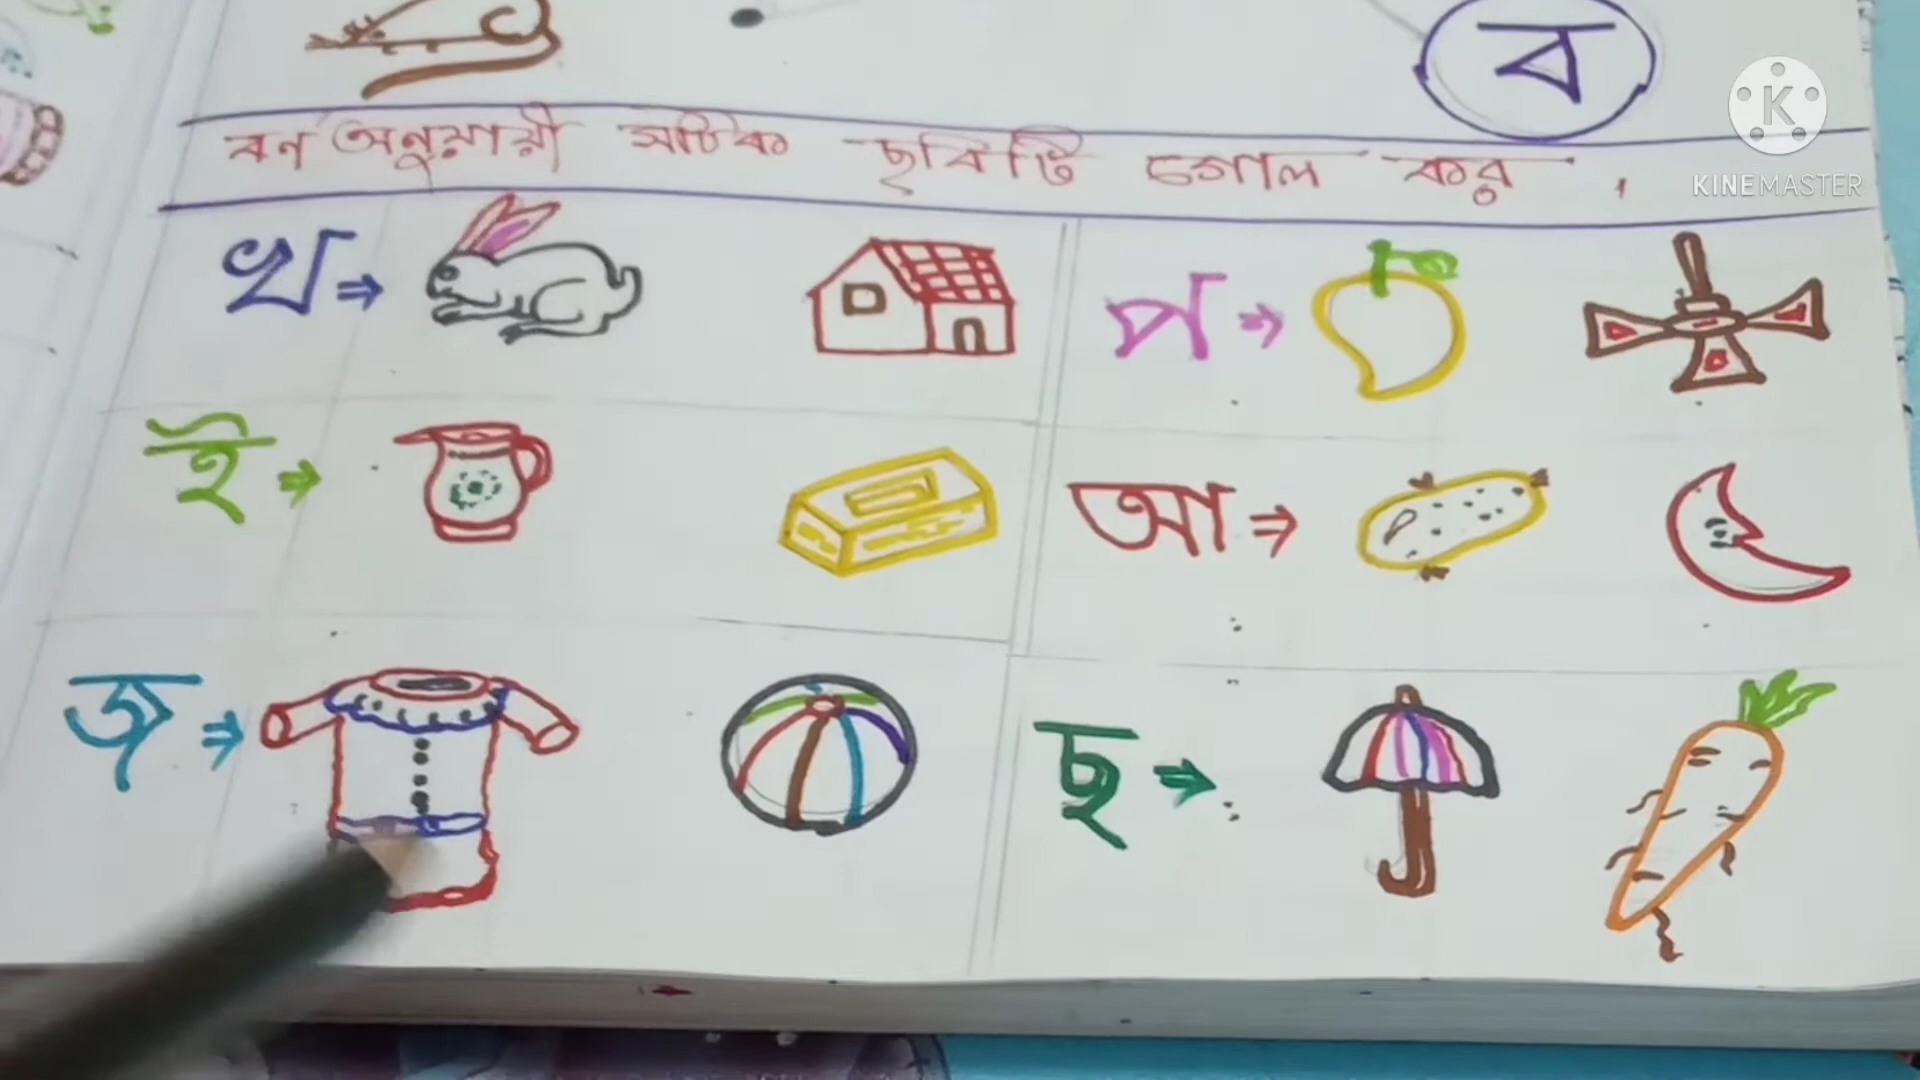 ব
K
KINEMASTER
বর্ণ অনুয়ায়ী সঠিক ছবিটি গোল কর ।
খ⇒
প⇒
ই⇒
আ⇒
জ⇒
ছ⇒